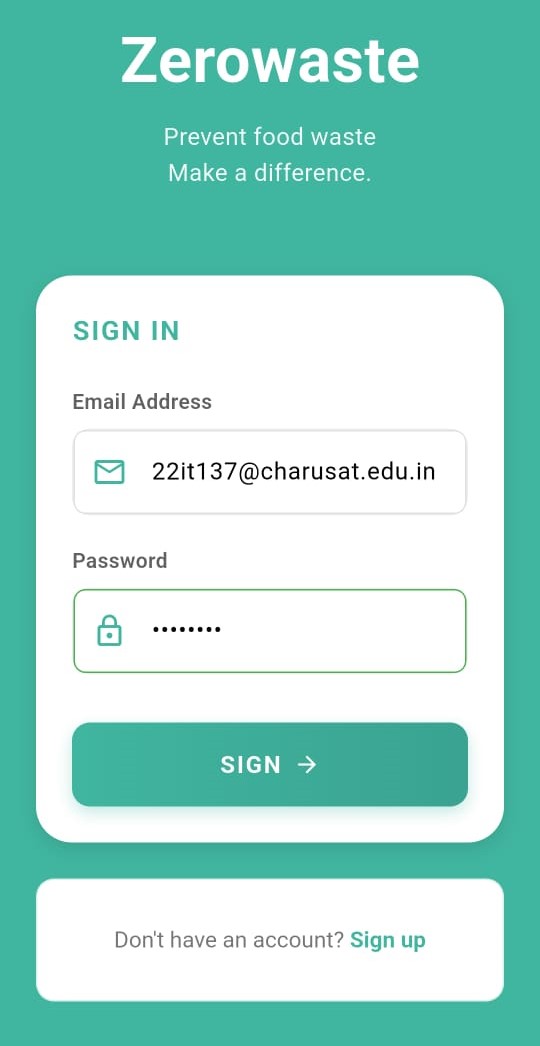 Zerowaste
Prevent food waste
Make a difference.
SIGN IN
Email Address
22it137@charusat.edu.in
Password
••••••••
SIGN →
Don't have an account? Sign up